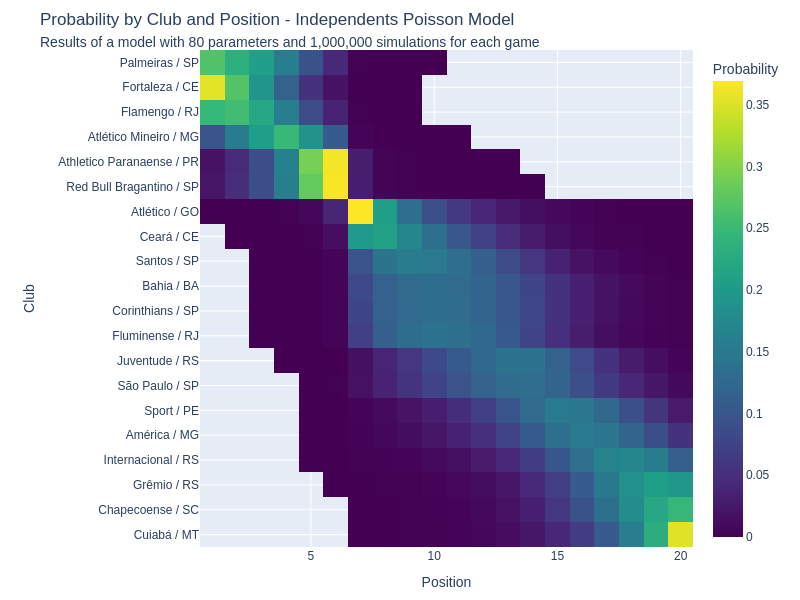 Probability by Club and Position - Independents Poisson Model
Results of a model with 80 parameters and 1,000,000 simulations for each game
Probability
Palmeiras / SP
Fortaleza / CE
Flamengo / RJ
Atlético Mineiro / MG
Athletico Paranaense / PR
Red Bull Bragantino / SP
Atlético / GO
Ceará / CE
Santos / SP
Bahia / BA
Corinthians / SP
Fluminense / RJ
Juventude / RS
São Paulo / SP
Sport / PE
América / MG
Internacional / RS
Grêmio / RS
Chapecoense / SC
Cuiabá / MT
Club
5
10
15
20
Position
0.35
0.3
0.25
0.2
0.15
0.1
0.05
0